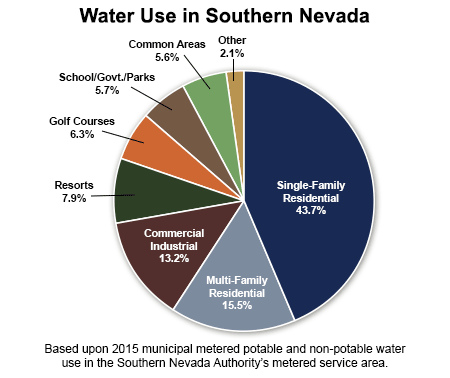 Water Use in Southern Nevada
Other
2.1%
Common Areas
5.6%
School/Govt./Parks
5.7%
Golf Courses
6.3%
Resorts
7.9%
Single-Family
Residential
43.7%
Commercial
Industrial
13.2%
Multi-Family
Residential
15.5%
Based upon 2015 municipal metered potable and non-potable water
use in the Southern Nevada Authority's metered service area.